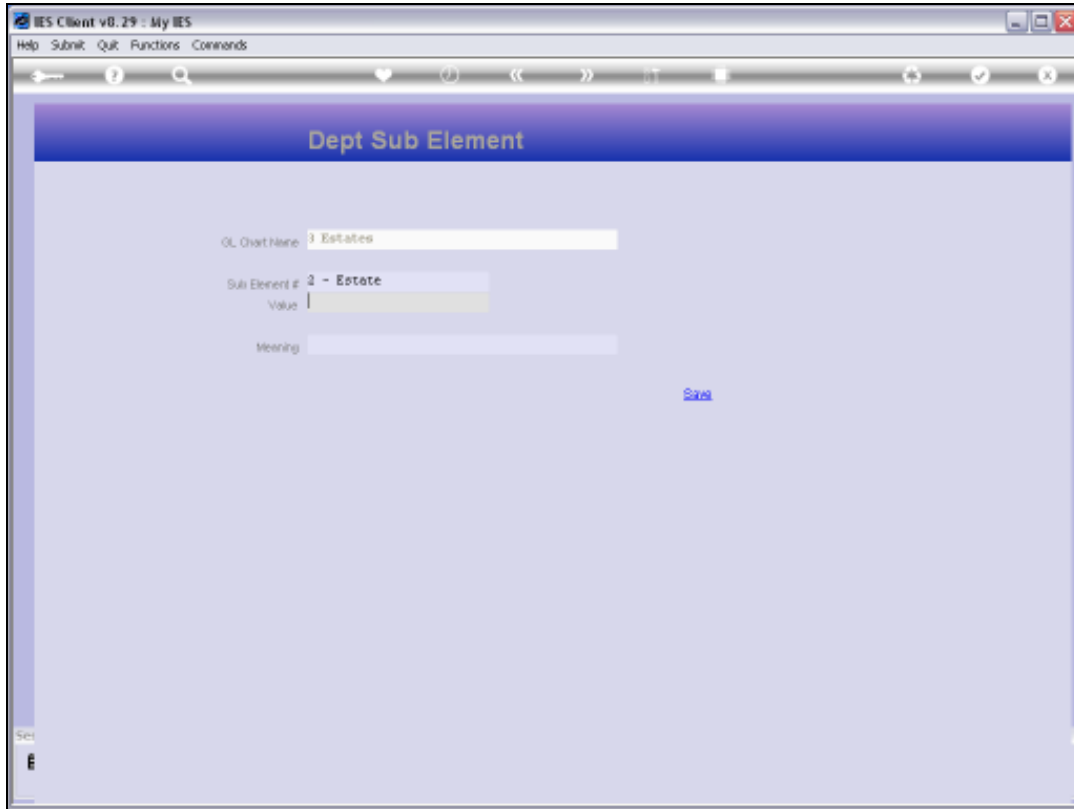 IES Client v8.29 : My IES
Help Submit Quit Functions Commands
Dept Sub Element
GL Chart Name 3 Estates
Sub Element # 2 - Estate
Value
Meaning
Save